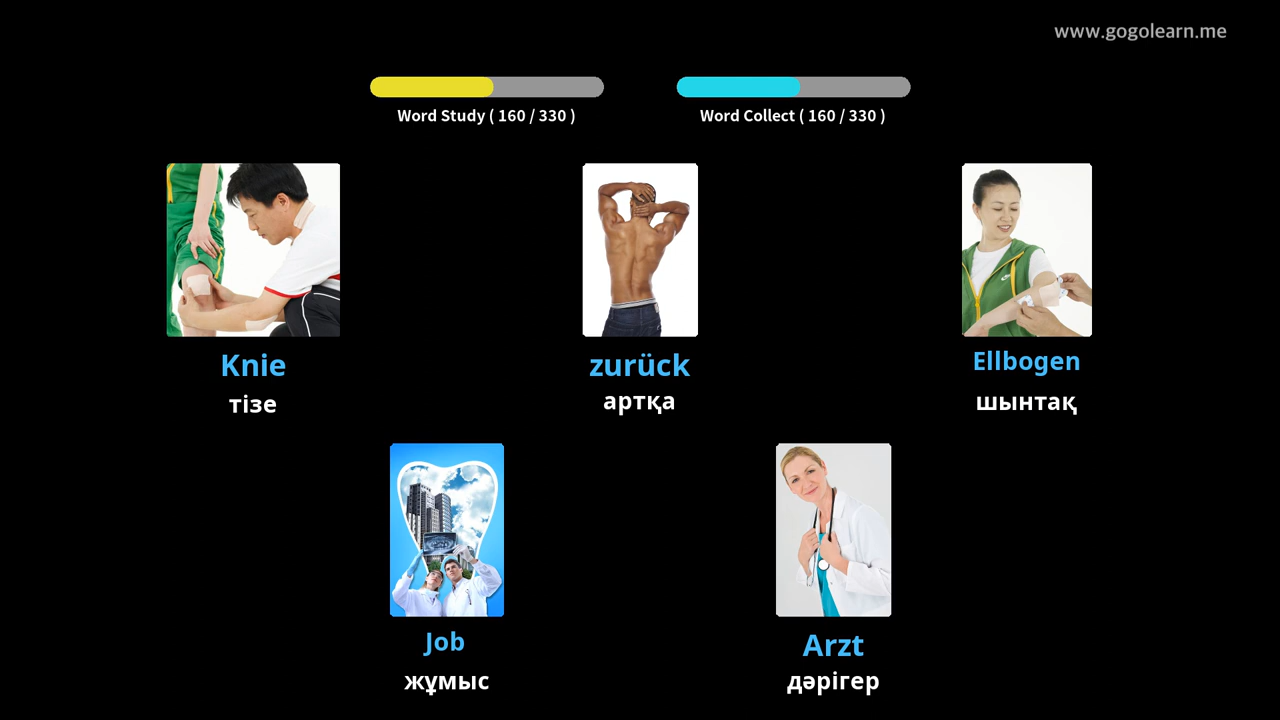 www.gogolearn.me
Word Study ( 160 / 330 )
Word Collect ( 160 / 330 )
Knie
тізе
zurück
артқа
Ellbogen
шынтақ
Job
жұмыс
Arzt
дәрігер